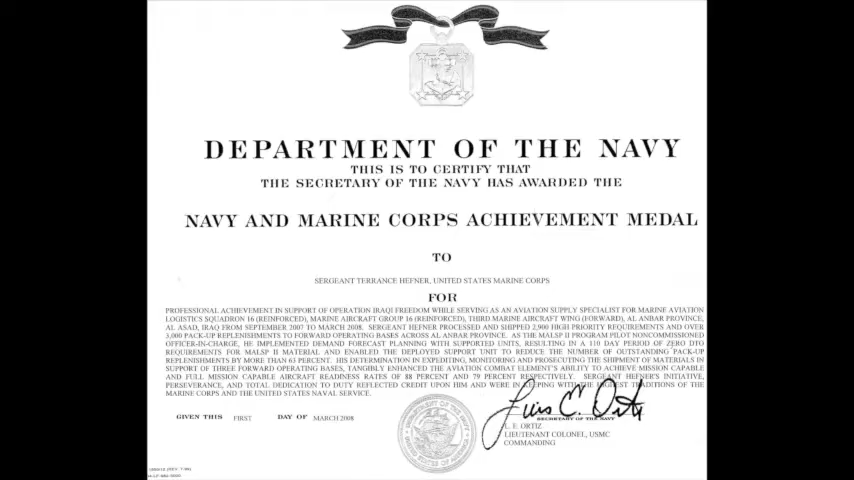 DEPARTMENT OF THE NAVY
THIS IS TO CERTIFY THAT
THE SECRETARY OF THE NAVY HAS AWARDED THE
NAVY AND MARINE CORPS ACHIEVEMENT MEDAL
TO
SERGEANT TERRANCE HEFNER, UNITED STATES MARINE CORPS
FOR
PROFESSIONAL ACHIEVEMENT IN SUPPORT OF OPERATION IRAQI FREEDOM WHILE SERVING AS AN AVIATION SUPPLY SPECIALIST FOR MARINE AVIATION
LOGISTICS SQUADRON 16 (REINFORCED), MARINE AIRCRAFT GROUP 16 (REINFORCED), THIRD MARINE AIRCRAFT WING (FORWARD), AL ANBAR PROVINCE,
AL ASAD, IRAQ FROM SEPTEMBER 2007 TO MARCH 2008. SERGEANT HEFNER PROCESSED AND SHIPPED 2,900 HIGH-PRIORITY REQUIREMENTS AND OVER
3,000 PACK-UP REPLENISHMENTS TO FORWARD OPERATING BASES ACROSS AL ANBAR PROVINCE. AS THE MALSP II PROGRAM PILOT NONCOMMISSIONED
OFFICER-IN-CHARGE, HE IMPLEMENTED DEMAND FORECAST PLANNING WITH SUPPORTED UNITS, RESULTING IN A 110 DAY PERIOD OF ZERO DTO
REQUIREMENTS FOR MALSP II MATERIAL AND ENABLED THE DEPLOYED SUPPORT UNIT TO REDUCE THE NUMBER OF OUTSTANDING PACK-UP
REPLENISHMENTS BY MORE THAN 63 PERCENT. HIS DETERMINATION IN EXPEDITING, MONITORING AND PROSECUTING THE SHIPMENT OF MATERIALS IN
SUPPORT OF THREE FORWARD OPERATING BASES, TANGIBLY ENHANCED THE AVIATION COMBAT ELEMENT'S ABILITY TO ACHIEVE MISSION CAPABLE
AND FULL MISSION CAPABLE AIRCRAFT READINESS RATES OF 88 PERCENT AND 79 PERCENT RESPECTIVELY. SERGEANT HEFNER'S INITIATIVE,
PERSEVERANCE, AND TOTAL DEDICATION TO DUTY REFLECTED CREDIT UPON HIM AND WERE IN KEEPING WITH THE HIGHEST TRADITIONS OF THE
MARINE CORPS AND THE UNITED STATES NAVAL SERVICE.
GIVEN THIS FIRST DAY OF MARCH 2008
Luis C. Ortiz
SECRETARY OF THE NAVY
L. F. ORTIZ
LIEUTENANT COLONEL, USMC
COMMANDING